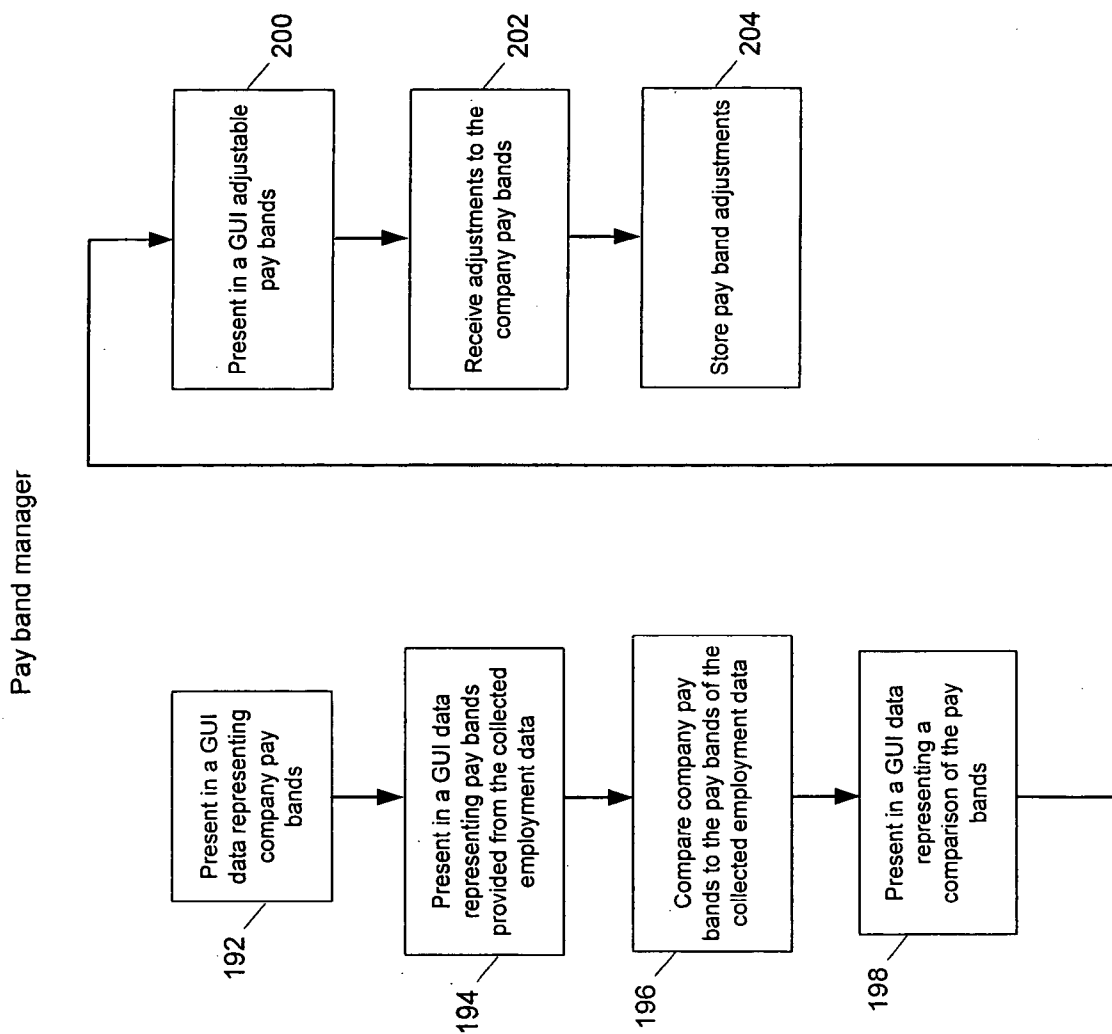 Pay band manager
Present in a GUI
data representing
company pay
bands
192
Present in a GUI data
representing pay bands
provided from the collected
employment data
194
Compare company pay
bands to the pay bands of the
collected employment data
196
Present in a GUI data
representing a
comparison of the pay
bands
198
Present in a GUI adjustable
pay bands
200
Receive adjustments to the
company pay bands
202
Store pay band adjustments
204